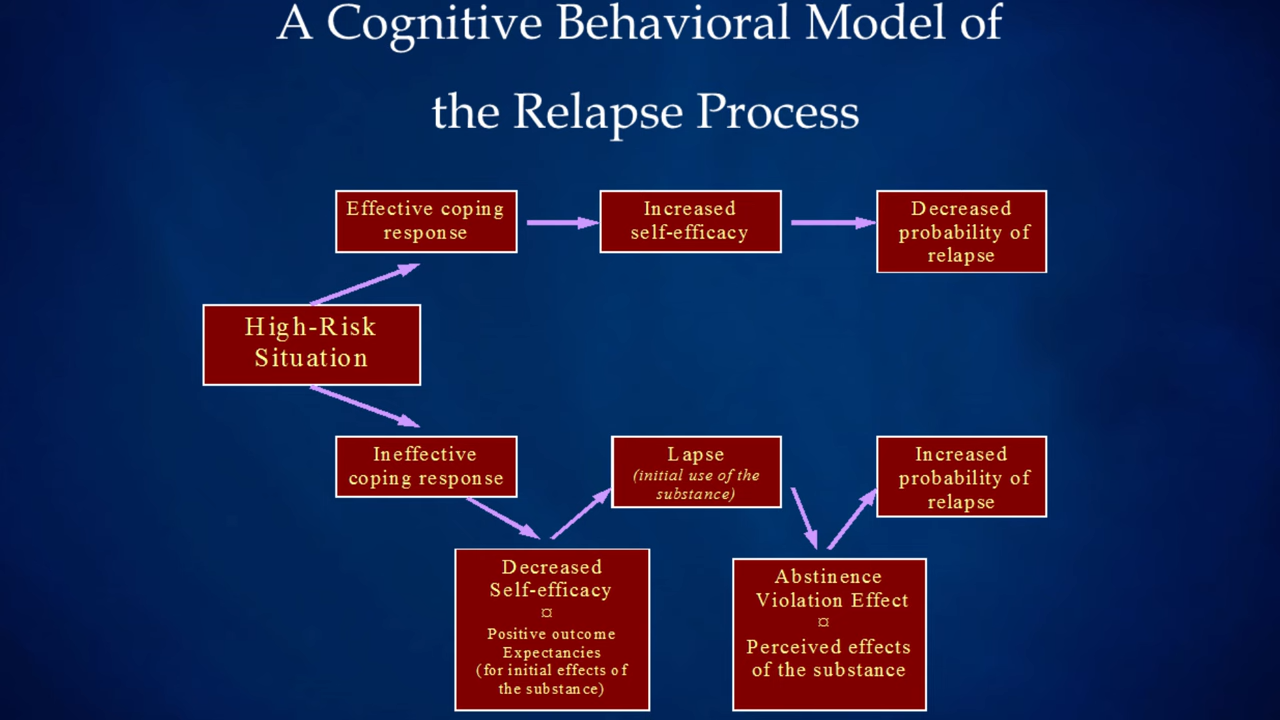 A Cognitive Behavioral Model of
the Relapse Process
Effective coping
response
Increased
self-efficacy
Decreased
probability of
relapse
High-Risk
Situation
Ineffective
coping response
Lapse
(initial use of the
substance)
Increased
probability of
relapse
Decreased
Self-efficacy
¤
Positive outcome
Expectancies
(for initial effects of
the substance)
Abstinence
Violation Effect
¤
Perceived effects
of the substance